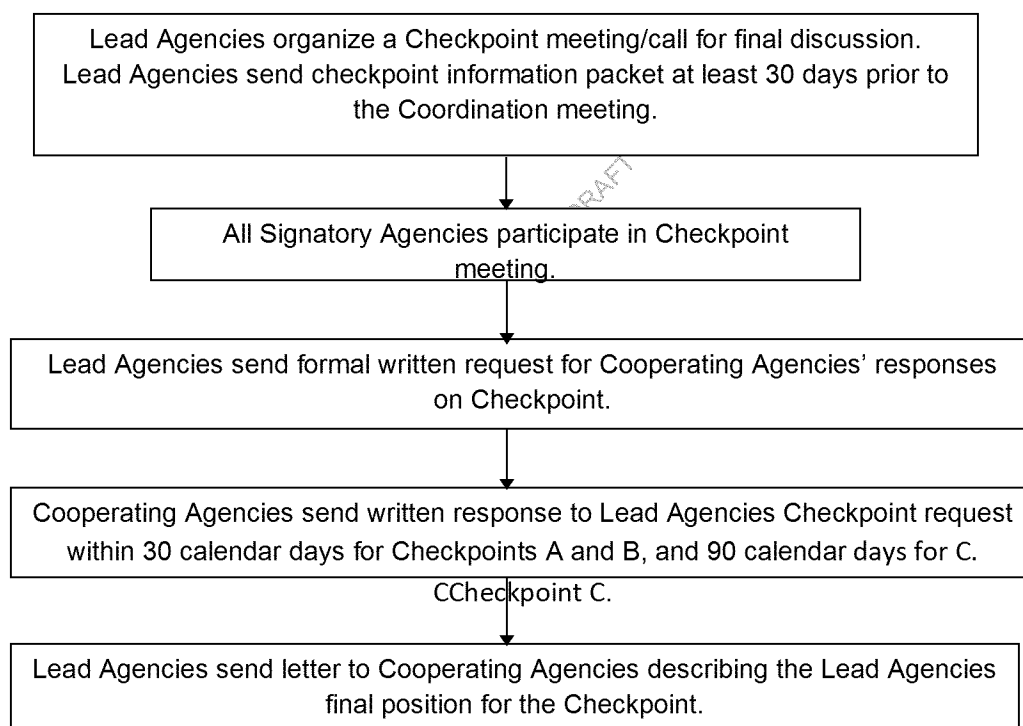 Lead Agencies organize a Checkpoint meeting/call for final discussion.
Lead Agencies send checkpoint information packet at least 30 days prior to
the Coordination meeting.
DRAFT
All Signatory Agencies participate in Checkpoint
meeting.
Lead Agencies send formal written request for Cooperating Agencies’ responses
on Checkpoint.
Cooperating Agencies send written response to Lead Agencies Checkpoint request
within 30 calendar days for Checkpoints A and B, and 90 calendar days for C.
CCheckpoint C.
Lead Agencies send letter to Cooperating Agencies describing the Lead Agencies
final position for the Checkpoint.